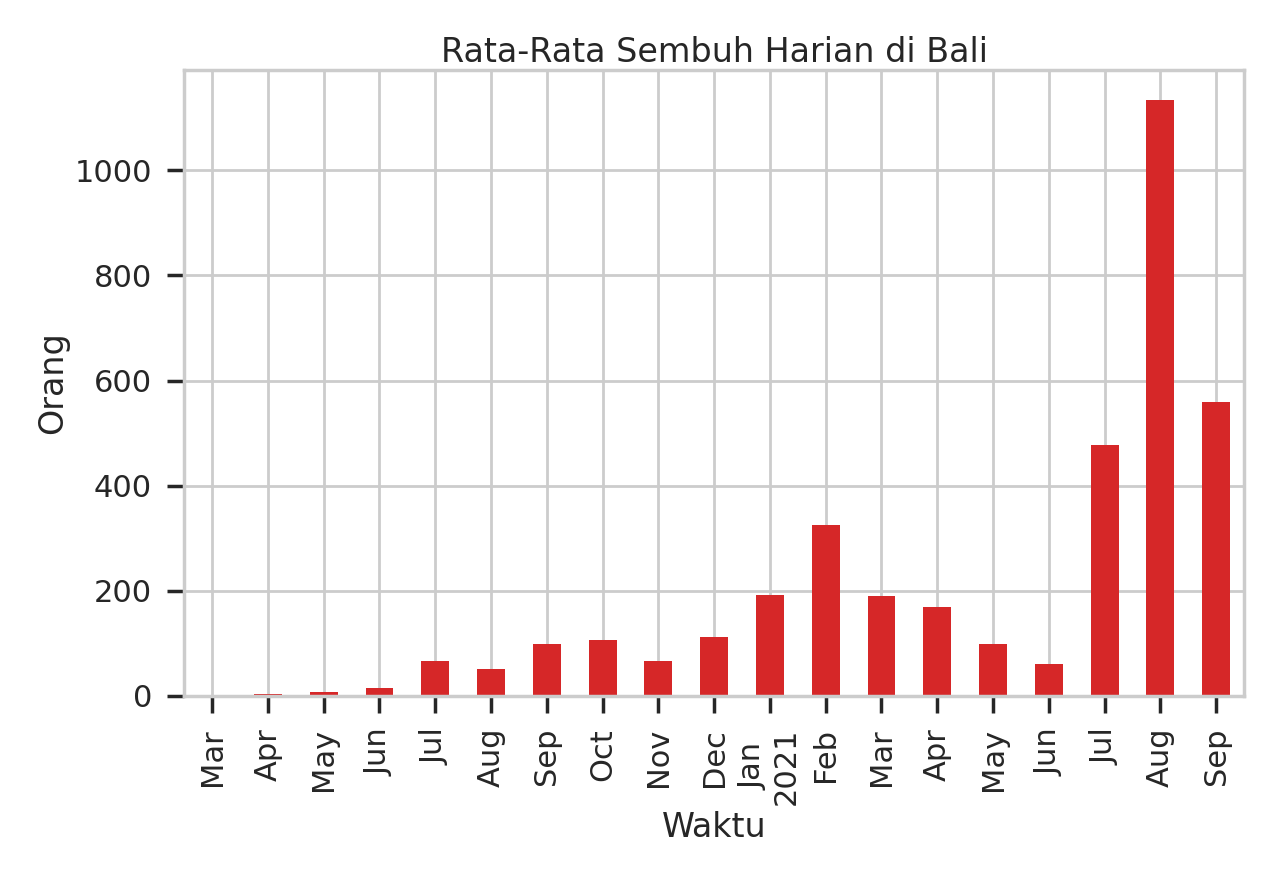 Rata-Rata Sembuh Harian di Bali
Orang
1000
800
600
400
200
0
Mar
Apr
May
Jun
Jul
Aug
Sep
Oct
Nov
Dec
Jan
2021
Feb
Mar
Apr
May
Jun
Jul
Aug
Sep
Waktu